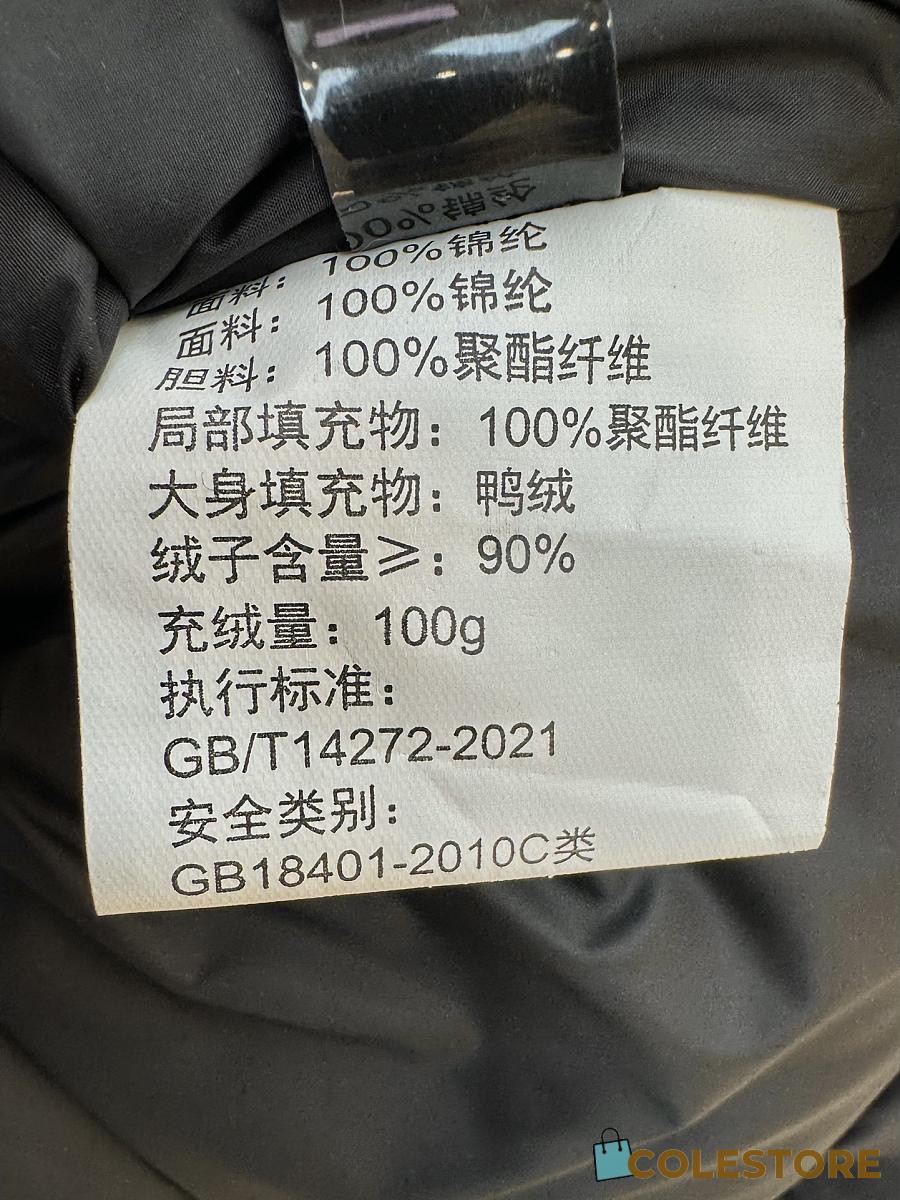 面料：100%锦纶
面料：100%锦纶
胆料：100%聚酯纤维
局部填充物：100%聚酯纤维
大身填充物：鸭绒
绒子含量≥：90%
充绒量：100g
执行标准：
GB/T14272-2021
安全类别：
GB18401-2010C类
COLESTORE